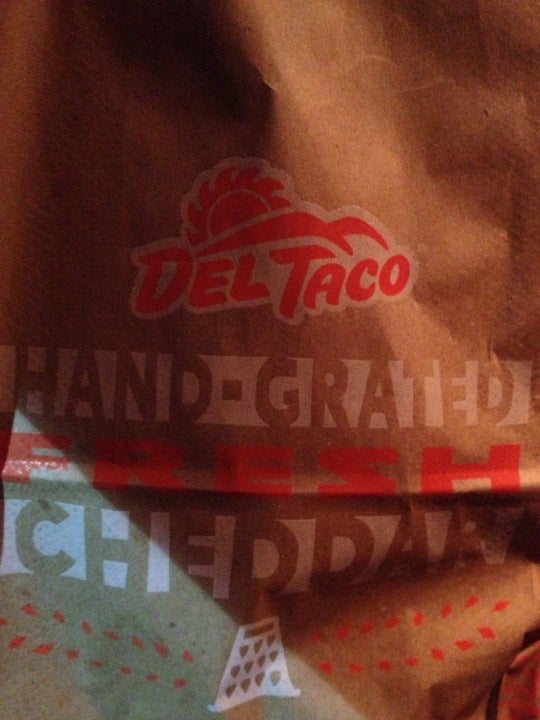 DEL TACO
HAND-GRATED
FRESH
CHEDDAR